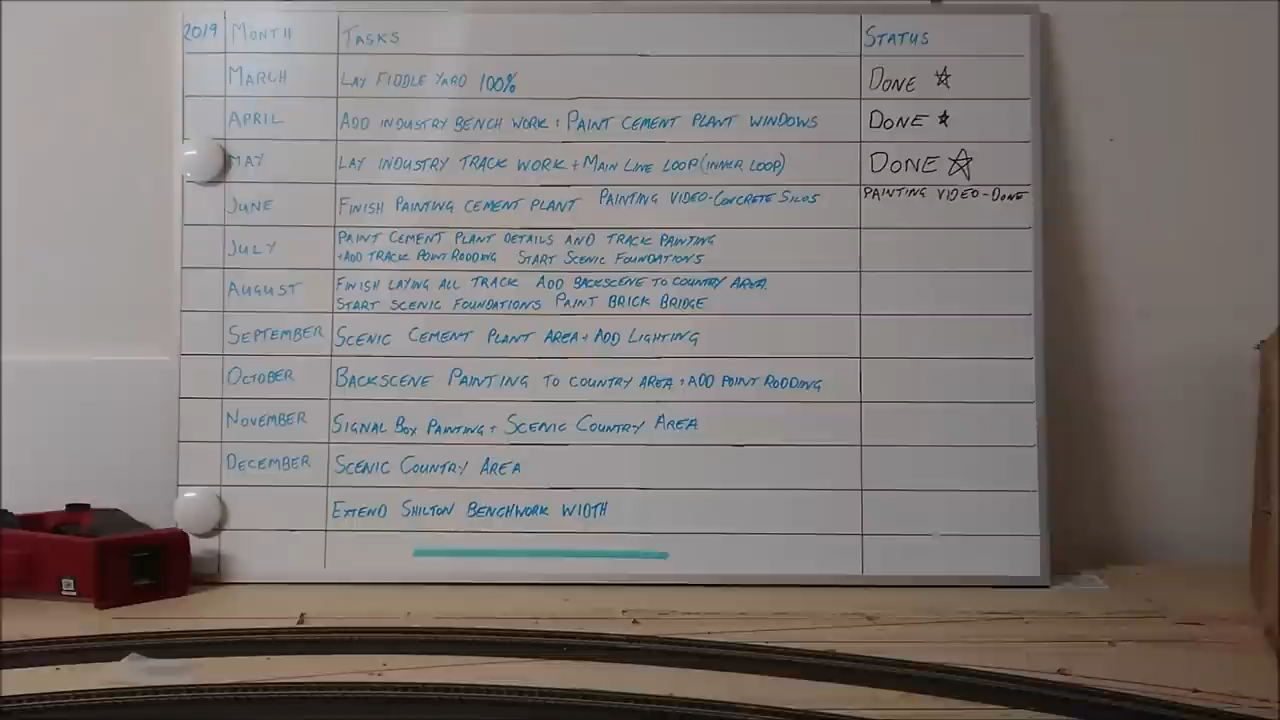 2019 MONTH TASKS STATUS
MARCH LAY FIDDLE YARD 100% DONE
APRIL ADD INDUSTRY BENCH WORK + PAINT CEMENT PLANT WINDOWS DONE
MAY LAY INDUSTRY TRACK WORK + MAIN LINE LOOP (INNER LOOP) DONE
JUNE FINISH PAINTING CEMENT PLANT PAINTING VIDEO-CONCRETE SILOS PAINTING VIDEO-DONE
JULY PAINT CEMENT PLANT DETAILS AND TRACK PAINTING
+ADD TRACK POINT RODDING START SCENIC FOUNDATIONS
AUGUST FINISH LAYING ALL TRACK ADD BACKSCENE TO COUNTRY AREA.
START SCENIC FOUNDATIONS PAINT BRICK BRIDGE
SEPTEMBER SCENIC CEMENT PLANT AREA + ADD LIGHTING
OCTOBER BACKSCENE PAINTING TO COUNTRY AREA + ADD POINT RODDING
NOVEMBER SIGNAL BOX PAINTING + SCENIC COUNTRY AREA
DECEMBER SCENIC COUNTRY AREA
EXTEND SHILTON BENCHWORK WIDTH